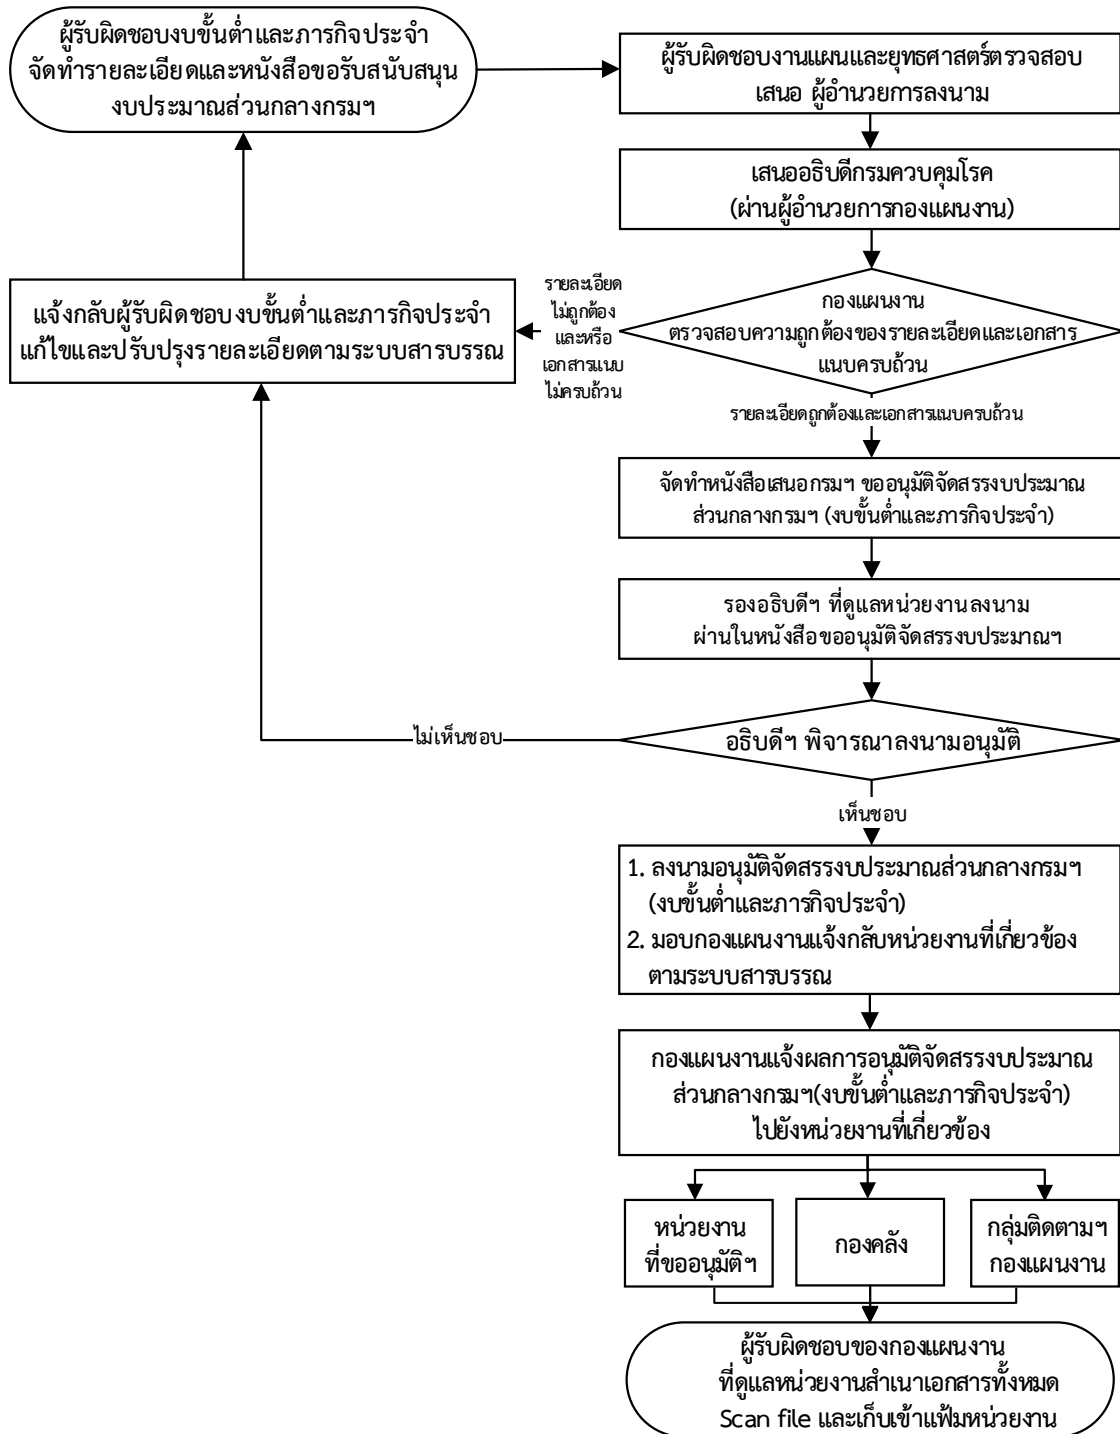 ผู้รับผิดชอบงบขั้นต่ำและภารกิจประจำ
จัดทำรายละเอียดและหนังสือขอรับสนับสนุน
งบประมาณส่วนกลางกรมฯ
ผู้รับผิดชอบงานแผนและยุทธศาสตร์ตรวจสอบ
เสนอ ผู้อำนวยการลงนาม
เสนออธิบดีกรมควบคุมโรค
(ผ่านผู้อำนวยการกองแผนงาน)
กองแผนงาน
ตรวจสอบความถูกต้องของรายละเอียดและเอกสาร
แนบครบถ้วน
รายละเอียด
ไม่ถูกต้อง
และหรือ
เอกสารแนบ
ไม่ครบถ้วน
แจ้งกลับผู้รับผิดชอบงบขั้นต่ำและภารกิจประจำ
แก้ไขและปรับปรุงรายละเอียดตามระบบสารบรรณ
รายละเอียดถูกต้องและเอกสารแนบครบถ้วน
จัดทำหนังสือเสนอกรมฯ ขออนุมัติจัดสรรงบประมาณ
ส่วนกลางกรมฯ (งบขั้นต่ำและภารกิจประจำ)
รองอธิบดีฯ ที่ดูแลหน่วยงานลงนาม
ผ่านในหนังสือขออนุมัติจัดสรรงบประมาณฯ
อธิบดีฯ พิจารณาลงนามอนุมัติ
ไม่เห็นชอบ
เห็นชอบ
1. ลงนามอนุมัติจัดสรรงบประมาณส่วนกลางกรมฯ
(งบขั้นต่ำและภารกิจประจำ)
2. มอบกองแผนงานแจ้งกลับหน่วยงานที่เกี่ยวข้อง
ตามระบบสารบรรณ
กองแผนงานแจ้งผลการอนุมัติจัดสรรงบประมาณ
ส่วนกลางกรมฯ(งบขั้นต่ำและภารกิจประจำ)
ไปยังหน่วยงานที่เกี่ยวข้อง
หน่วยงาน
ที่ขออนุมัติฯ
กองคลัง
กลุ่มติดตามฯ
กองแผนงาน
ผู้รับผิดชอบของกองแผนงาน
ที่ดูแลหน่วยงานสำเนาเอกสารทั้งหมด
Scan file และเก็บเข้าแฟ้มหน่วยงาน